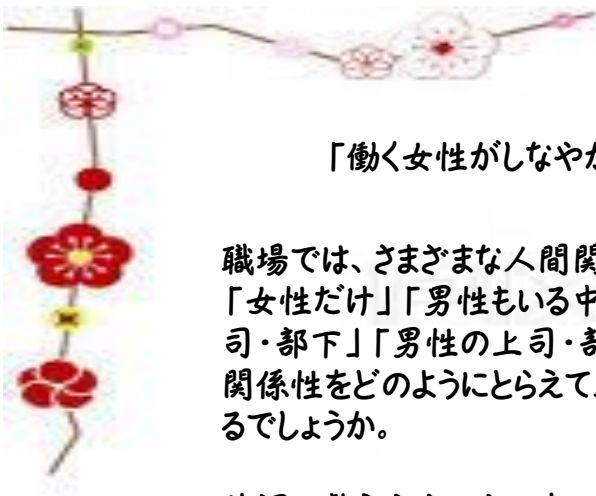 「働く女性がしなやか
職場では、さまざまな人間関
「女性だけ」「男性もいる中
司・部下」「男性の上司・部
関係性をどのようにとらえて
るでしょうか。